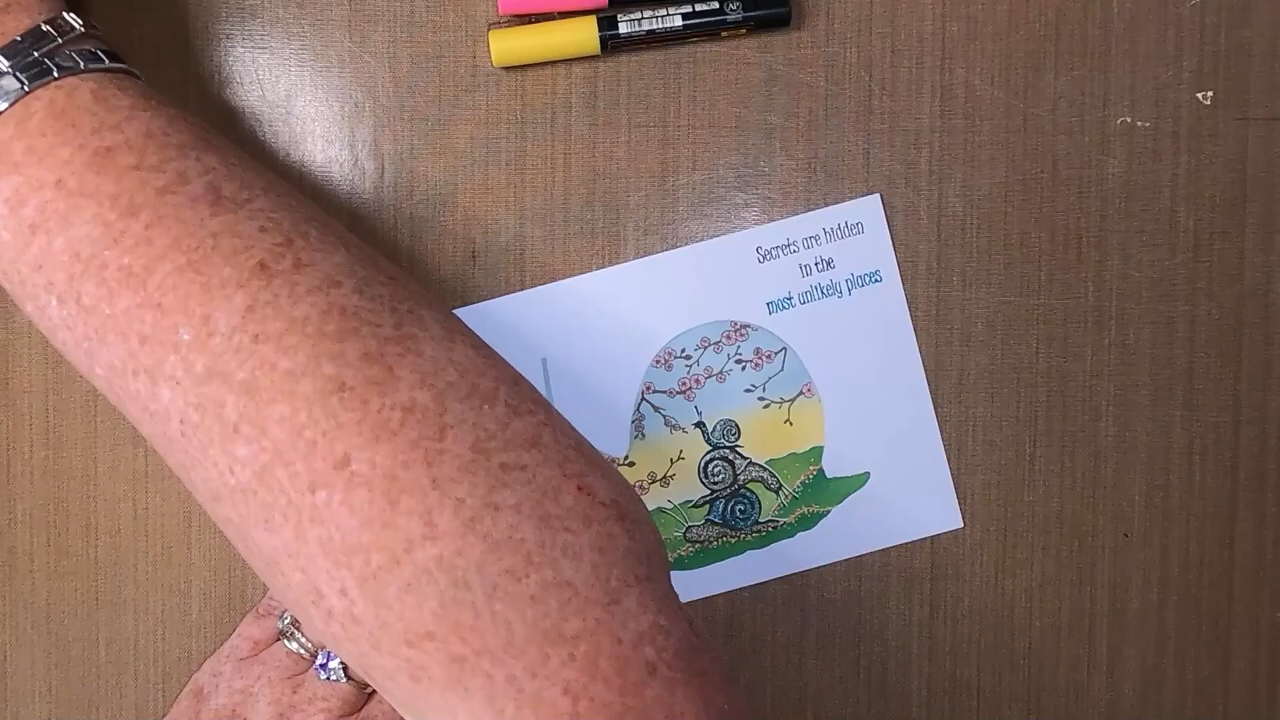 Secrets are hidden
in the
most unlikely places